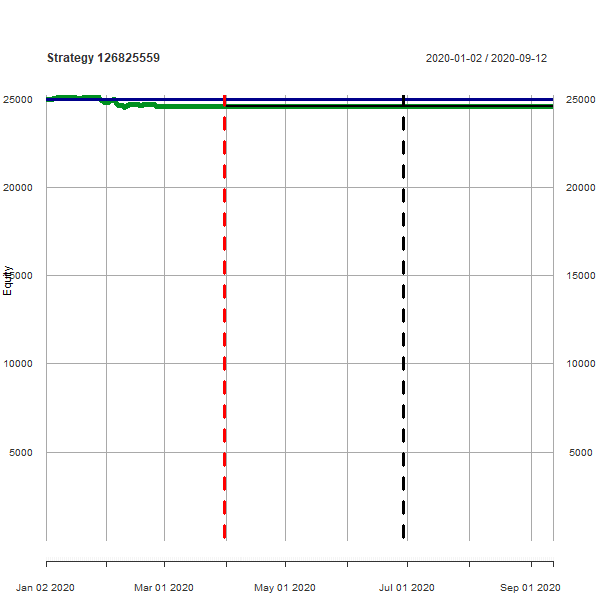 Strategy 126825559
2020-01-02 / 2020-09-12
25000 25000
20000 20000
15000 15000
Equity
10000 10000
5000 5000
Jan 02 2020 Mar 01 2020 May 01 2020 Jul 01 2020 Sep 01 2020